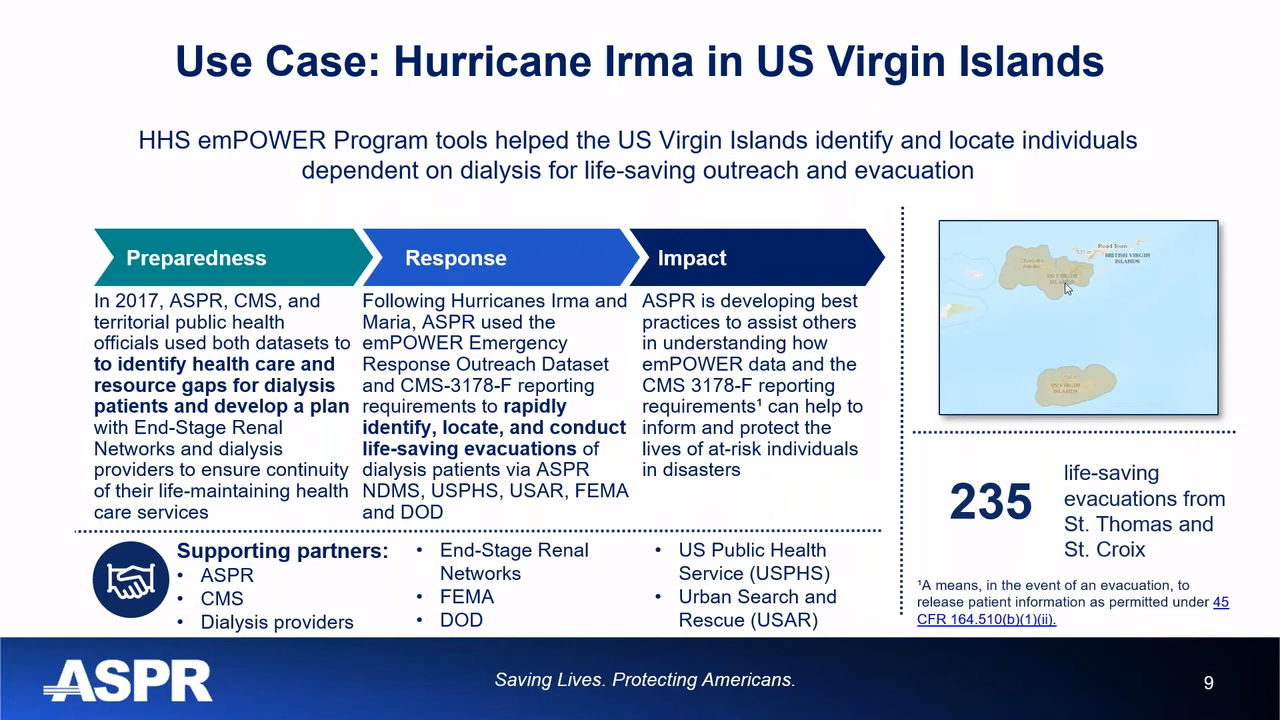 Use Case: Hurricane Irma in US Virgin Islands
HHS emPOWER Program tools helped the US Virgin Islands identify and locate individuals
dependent on dialysis for life-saving outreach and evacuation
Preparedness
In 2017, ASPR, CMS, and
territorial public health
officials used both datasets to
to identify health care and
resource gaps for dialysis
patients and develop a plan
with End-Stage Renal
Networks and dialysis
providers to ensure continuity
of their life-maintaining health
care services
Response
Following Hurricanes Irma and
Maria, ASPR used the
emPOWER Emergency
Response Outreach Dataset
and CMS-3178-F reporting
requirements to rapidly
identify, locate, and conduct
life-saving evacuations of
dialysis patients via ASPR
NDMS, USPHS, USAR, FEMA
and DOD
Impact
ASPR is developing best
practices to assist others
in understanding how
emPOWER data and the
CMS 3178-F reporting
requirements¹ can help to
inform and protect the
lives of at-risk individuals
in disasters
Road Town
BRITISH VIRGIN
ISLANDS
US VIRGIN
ISLANDS
US VIRGIN
ISLANDS
235
life-saving
evacuations from
St. Thomas and
St. Croix
¹A means, in the event of an evacuation, to
release patient information as permitted under 45
CFR 164.510(b)(1)(ii).
Supporting partners:
• ASPR
• CMS
• Dialysis providers
• End-Stage Renal
Networks
• FEMA
• DOD
• US Public Health
Service (USPHS)
• Urban Search and
Rescue (USAR)
ASPR
Saving Lives. Protecting Americans.
9